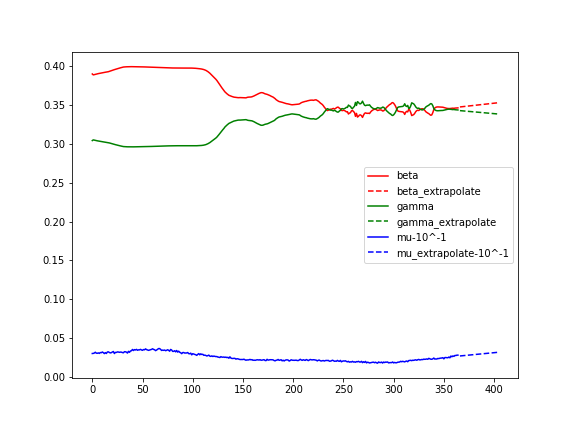 0.40
0.35
0.30
0.25
0.20
0.15
0.10
0.05
0.00
beta
beta_extrapolate
gamma
gamma_extrapolate
mu-10^-1
mu_extrapolate-10^-1
0 50 100 150 200 250 300 350 400